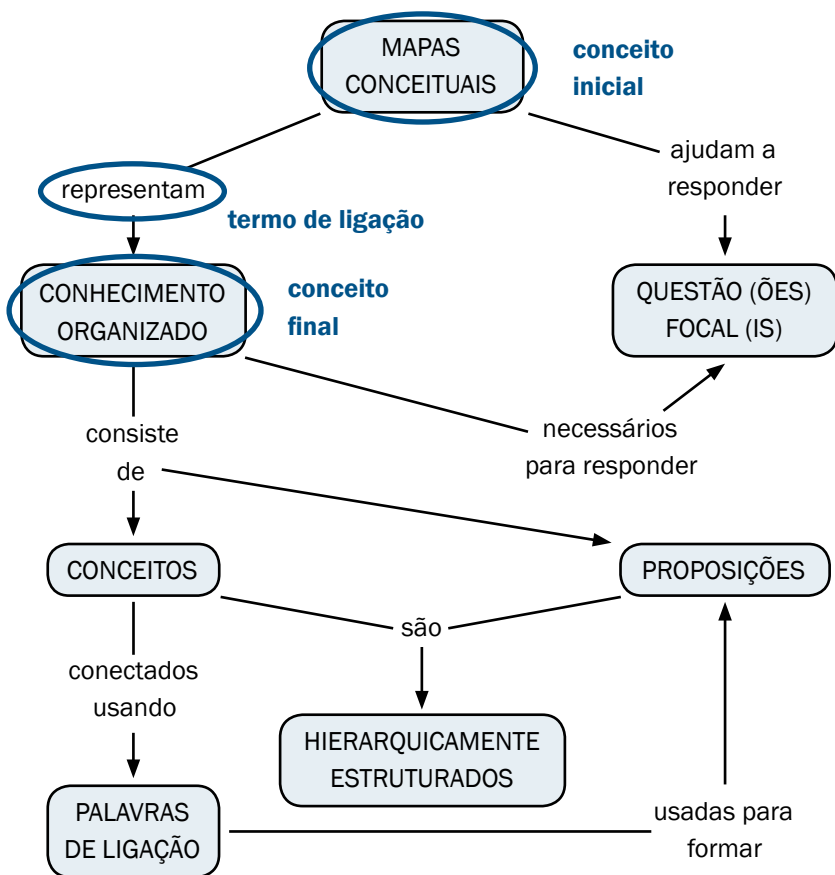 MAPAS
CONCEITUAIS
conceito
inicial
representam
ajudam a
responder
termo de ligação
CONHECIMENTO
ORGANIZADO
conceito
final
QUESTÃO (ÕES)
FOCAL (IS)
consiste
de
necessários
para responder
CONCEITOS
PROPOSIÇÕES
são
conectados
usando
HIERARQUICAMENTE
ESTRUTURADOS
PALAVRAS
DE LIGAÇÃO
usadas para
formar